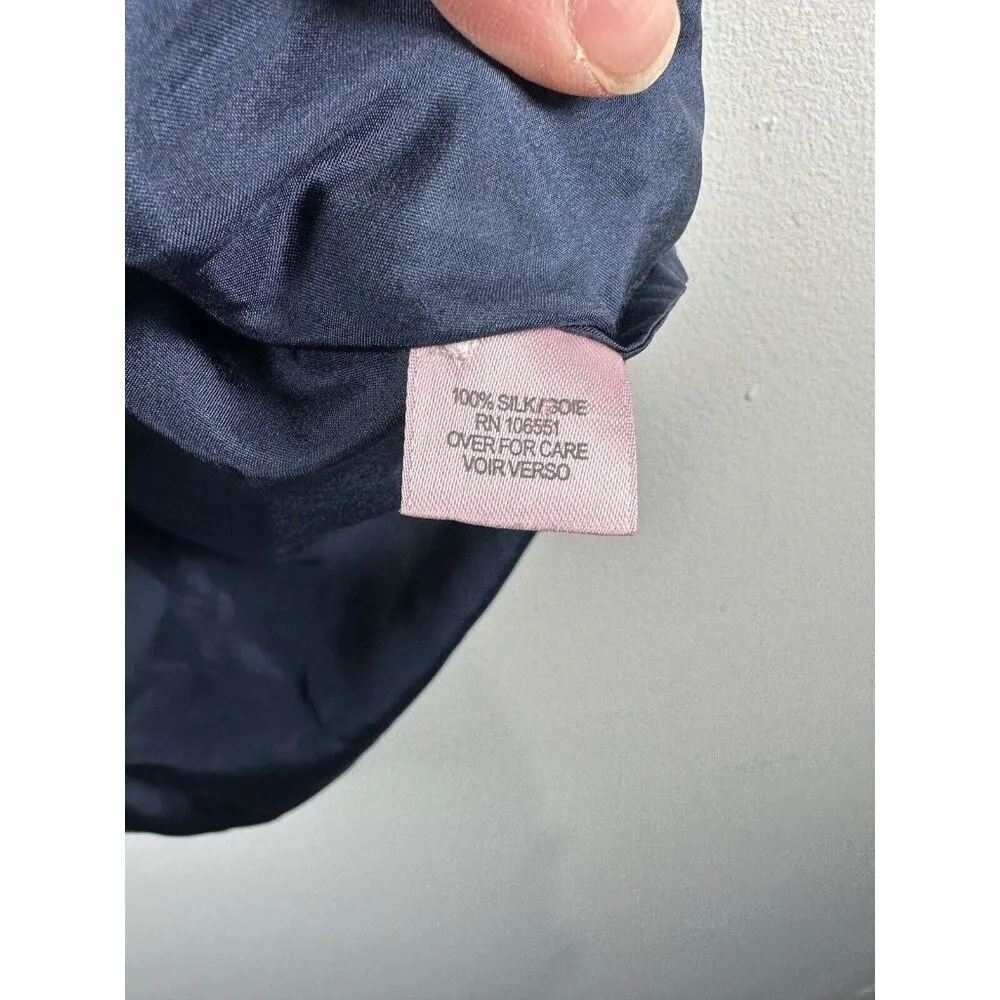 100% SILK/SOIE
RN 106551
OVER FOR CARE
VOIR VERSO